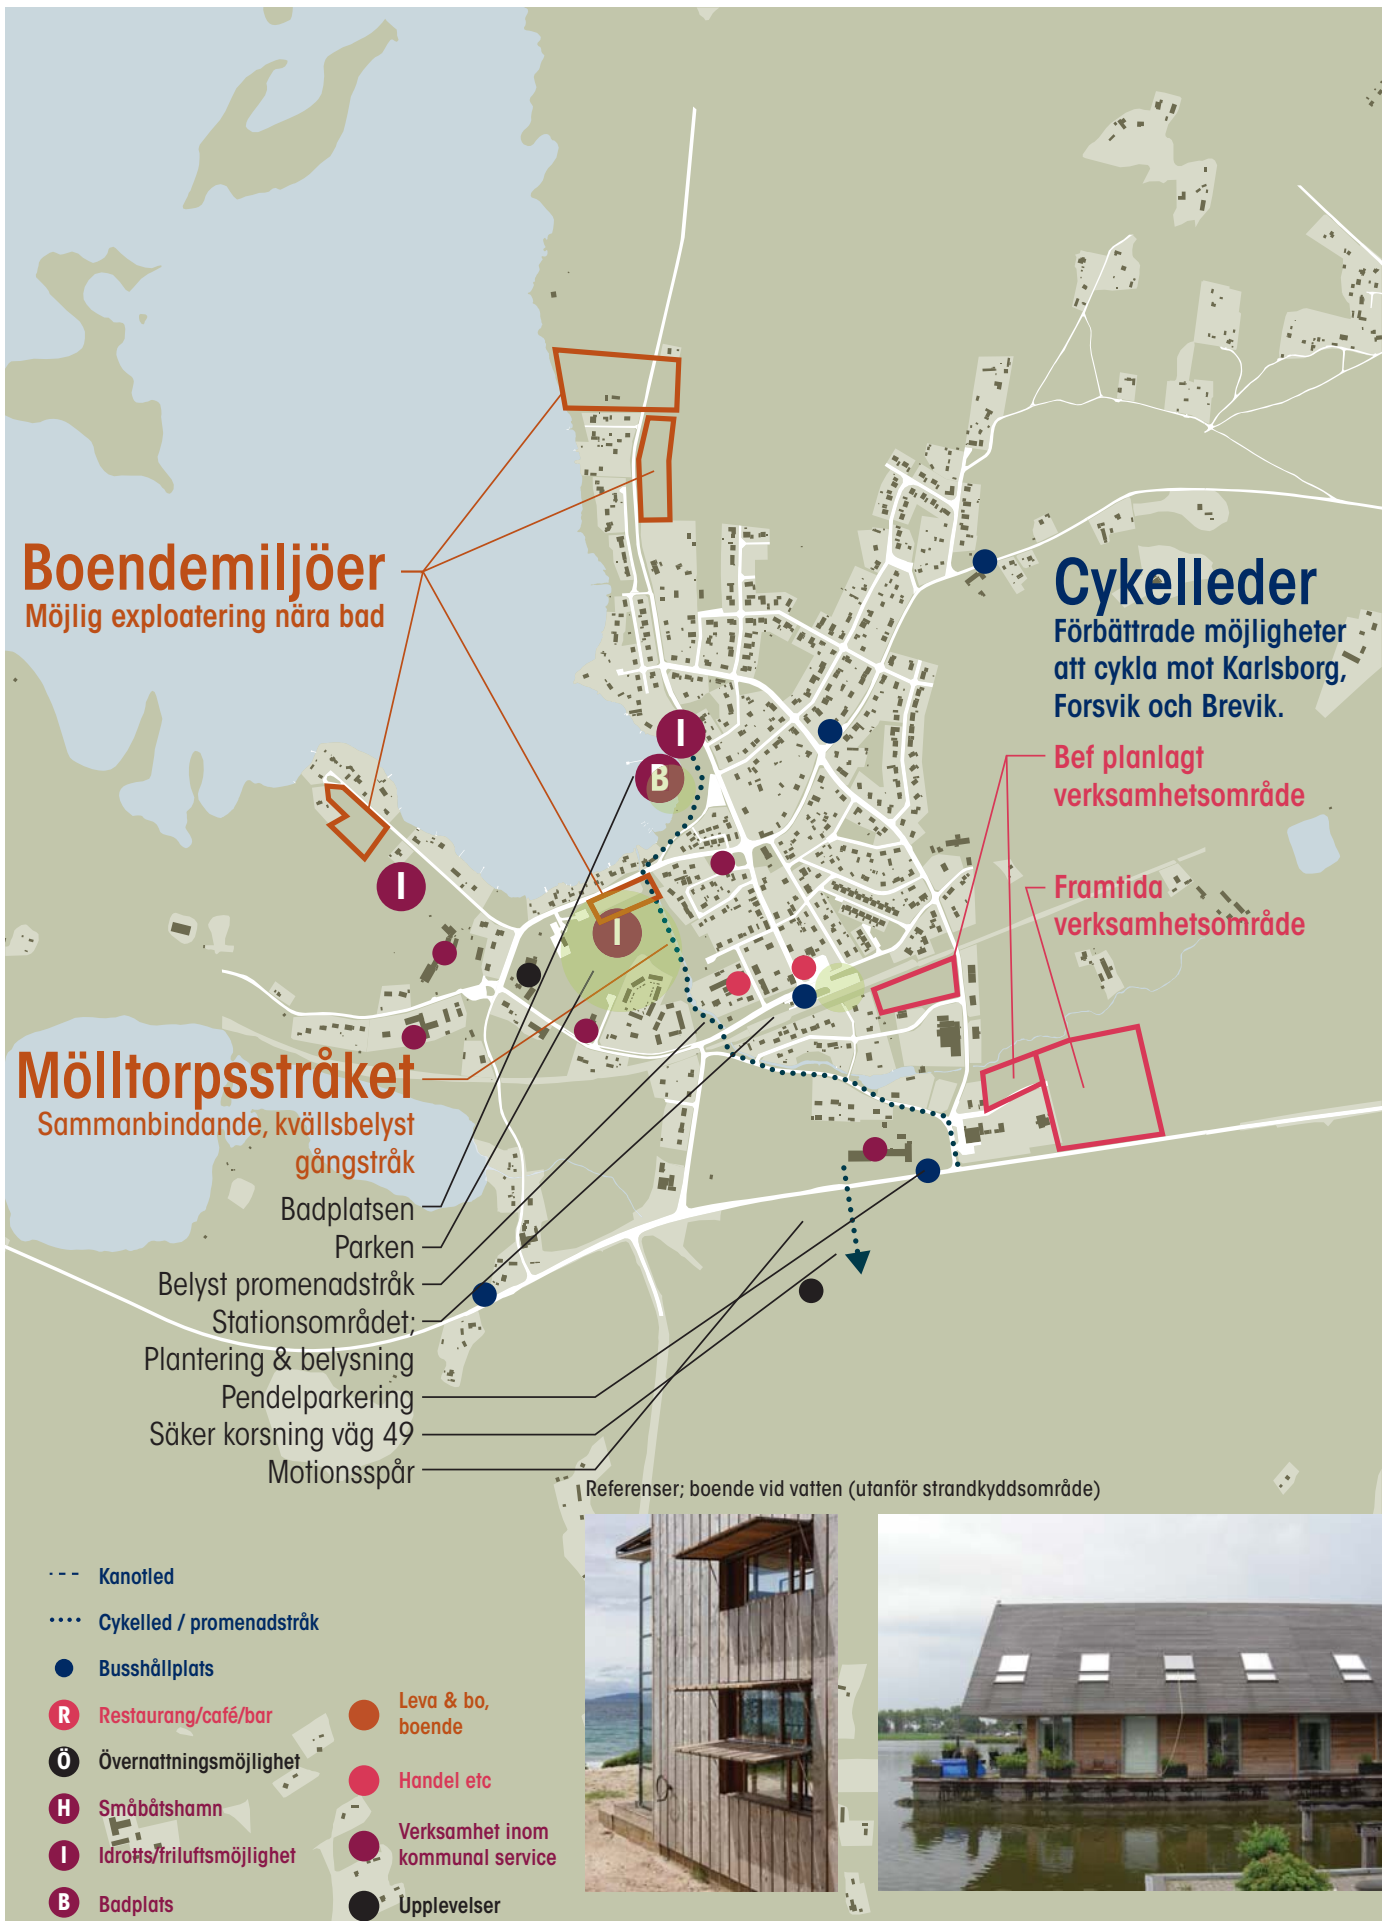 Boendemiljöer
Möjlig exploatering nära bad
Cykelleder
Förbättrade möjligheter
att cykla mot Karlsborg,
Forsvik och Brevik.
Bef planlagt
verksamhetsområde
Framtida
verksamhetsområde
I
B
I
I
Mölltorpsstråket
Sammanbindande, kvällsbelyst
gångstråk
Badplatsen
Parken
Belyst promenadstråk
Stationsområdet;
Plantering & belysning
Pendelparkering
Säker korsning väg 49
Motionsspår
Referenser; boende vid vatten (utanför strandkyddsområde)
Kanotled
Cykelled / promenadstråk
Busshållplats
R Restaurang/café/bar
Ö Övernattningsmöjlighet
H Småbåtshamn
I Idrotts/friluftsmöjlighet
B Badplats
Leva & bo,
boende
Handel etc
Verksamhet inom
kommunal service
Upplevelser